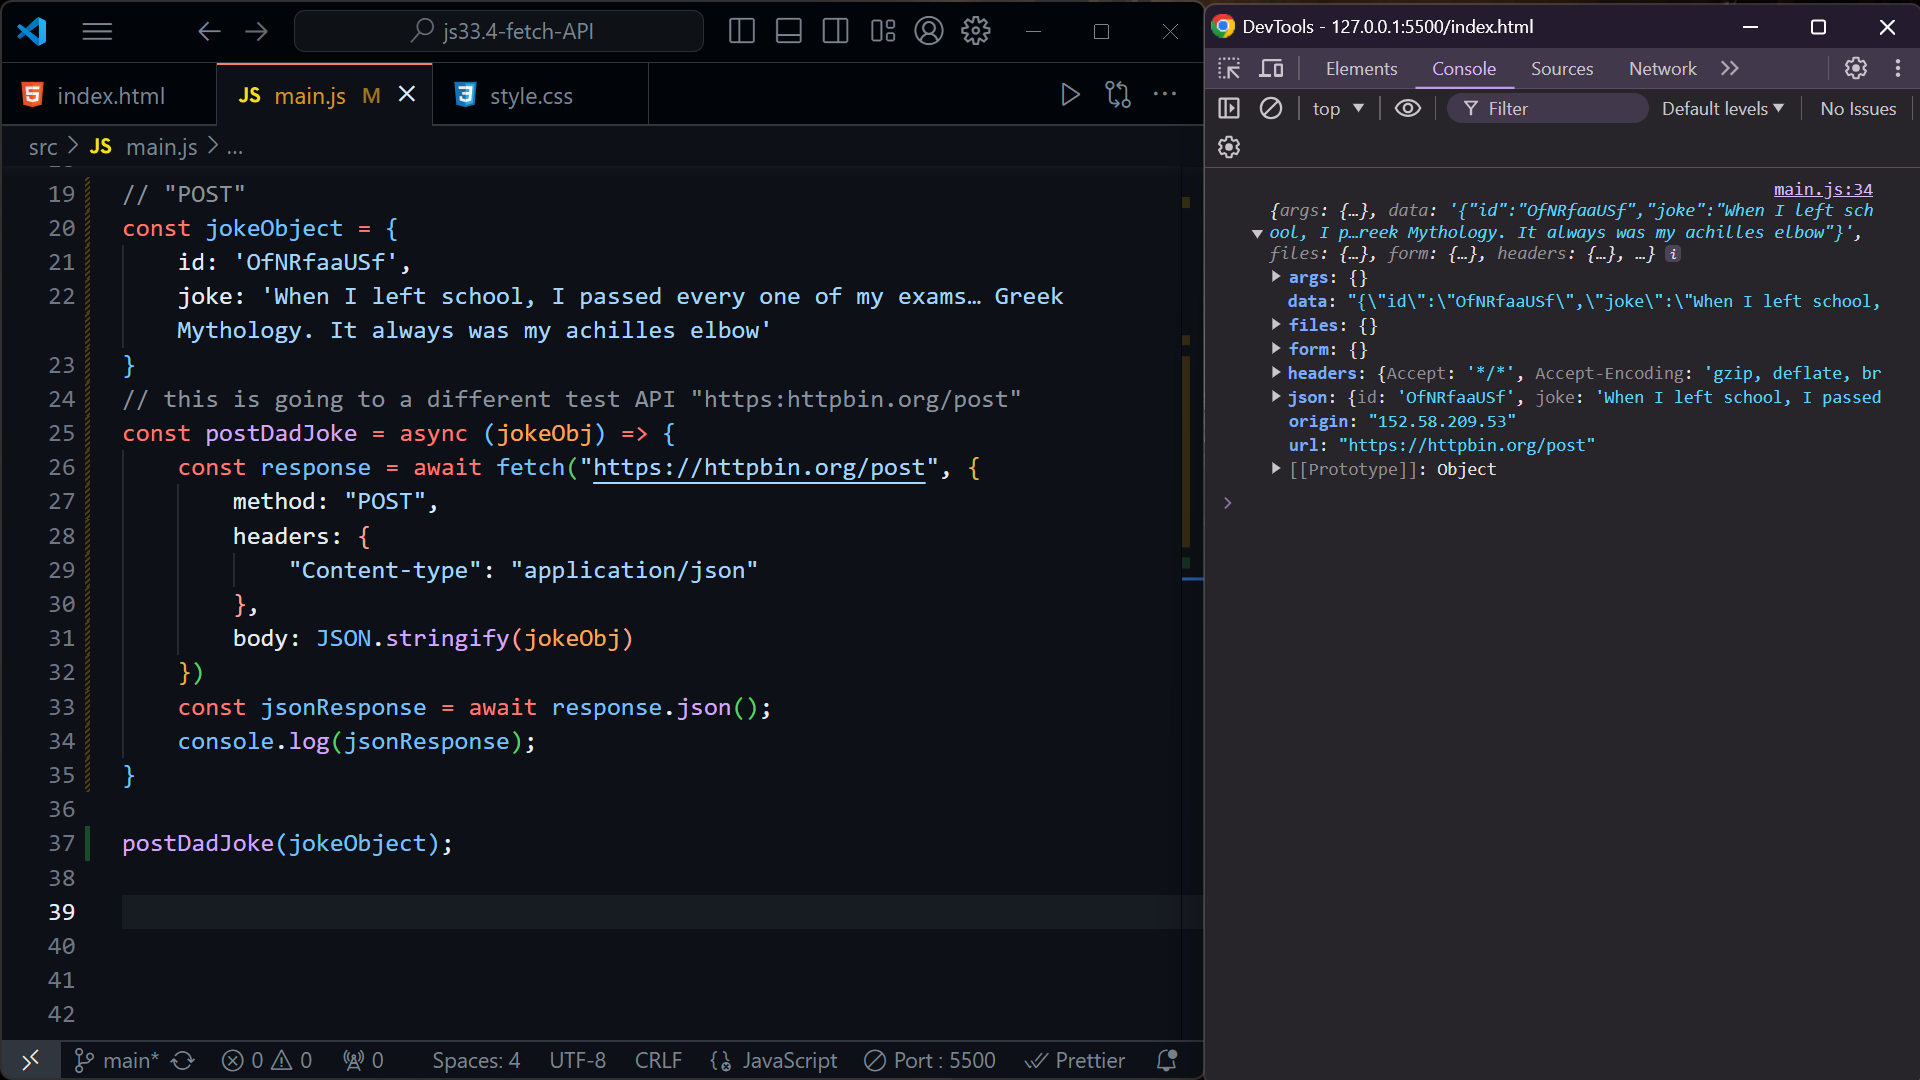 js33.4-fetch-API
index.html
JS main.js M
style.css
src > JS main.js > ...
19 // "POST"
20 const jokeObject = {
21 id: 'OfNRfaaUSf',
22 joke: 'When I left school, I passed every one of my exams… Greek
Mythology. It always was my achilles elbow'
23 }
24 // this is going to a different test API "https:httpbin.org/post"
25 const postDadJoke = async (jokeObj) => {
26 const response = await fetch("https://httpbin.org/post", {
27 method: "POST",
28 headers: {
29 "Content-type": "application/json"
30 },
31 body: JSON.stringify(jokeObj)
32 })
33 const jsonResponse = await response.json();
34 console.log(jsonResponse);
35 }
36
37 postDadJoke(jokeObject);
38
39
40
41
42
main* 0 0 0 Spaces: 4 UTF-8 CRLF {} JavaScript Port : 5500 Prettier
DevTools - 127.0.0.1:5500/index.html
Elements Console Sources Network
top Filter Default levels No Issues
main.js:34
{args: {…}, data: '{"id":"OfNRfaaUSf","joke":"When I left sch
ool, I p…reek Mythology. It always was my achilles elbow"}',
files: {…}, form: {…}, headers: {…}, …} i
args: {}
data: "{\"id\":\"OfNRfaaUSf\",\"joke\":\"When I left school,
files: {}
form: {}
headers: {Accept: '*/*', Accept-Encoding: 'gzip, deflate, br
json: {id: 'OfNRfaaUSf', joke: 'When I left school, I passed
origin: "152.58.209.53"
url: "https://httpbin.org/post"
[[Prototype]]: Object